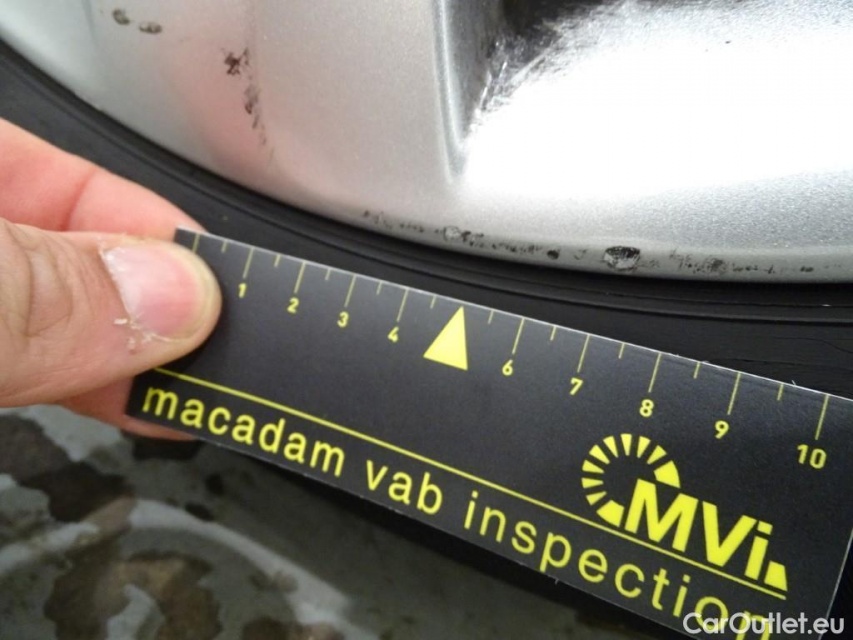 1 2 3 4 6 7 8 9 10
MVi
macadam vab inspection
CarOutlet.eu